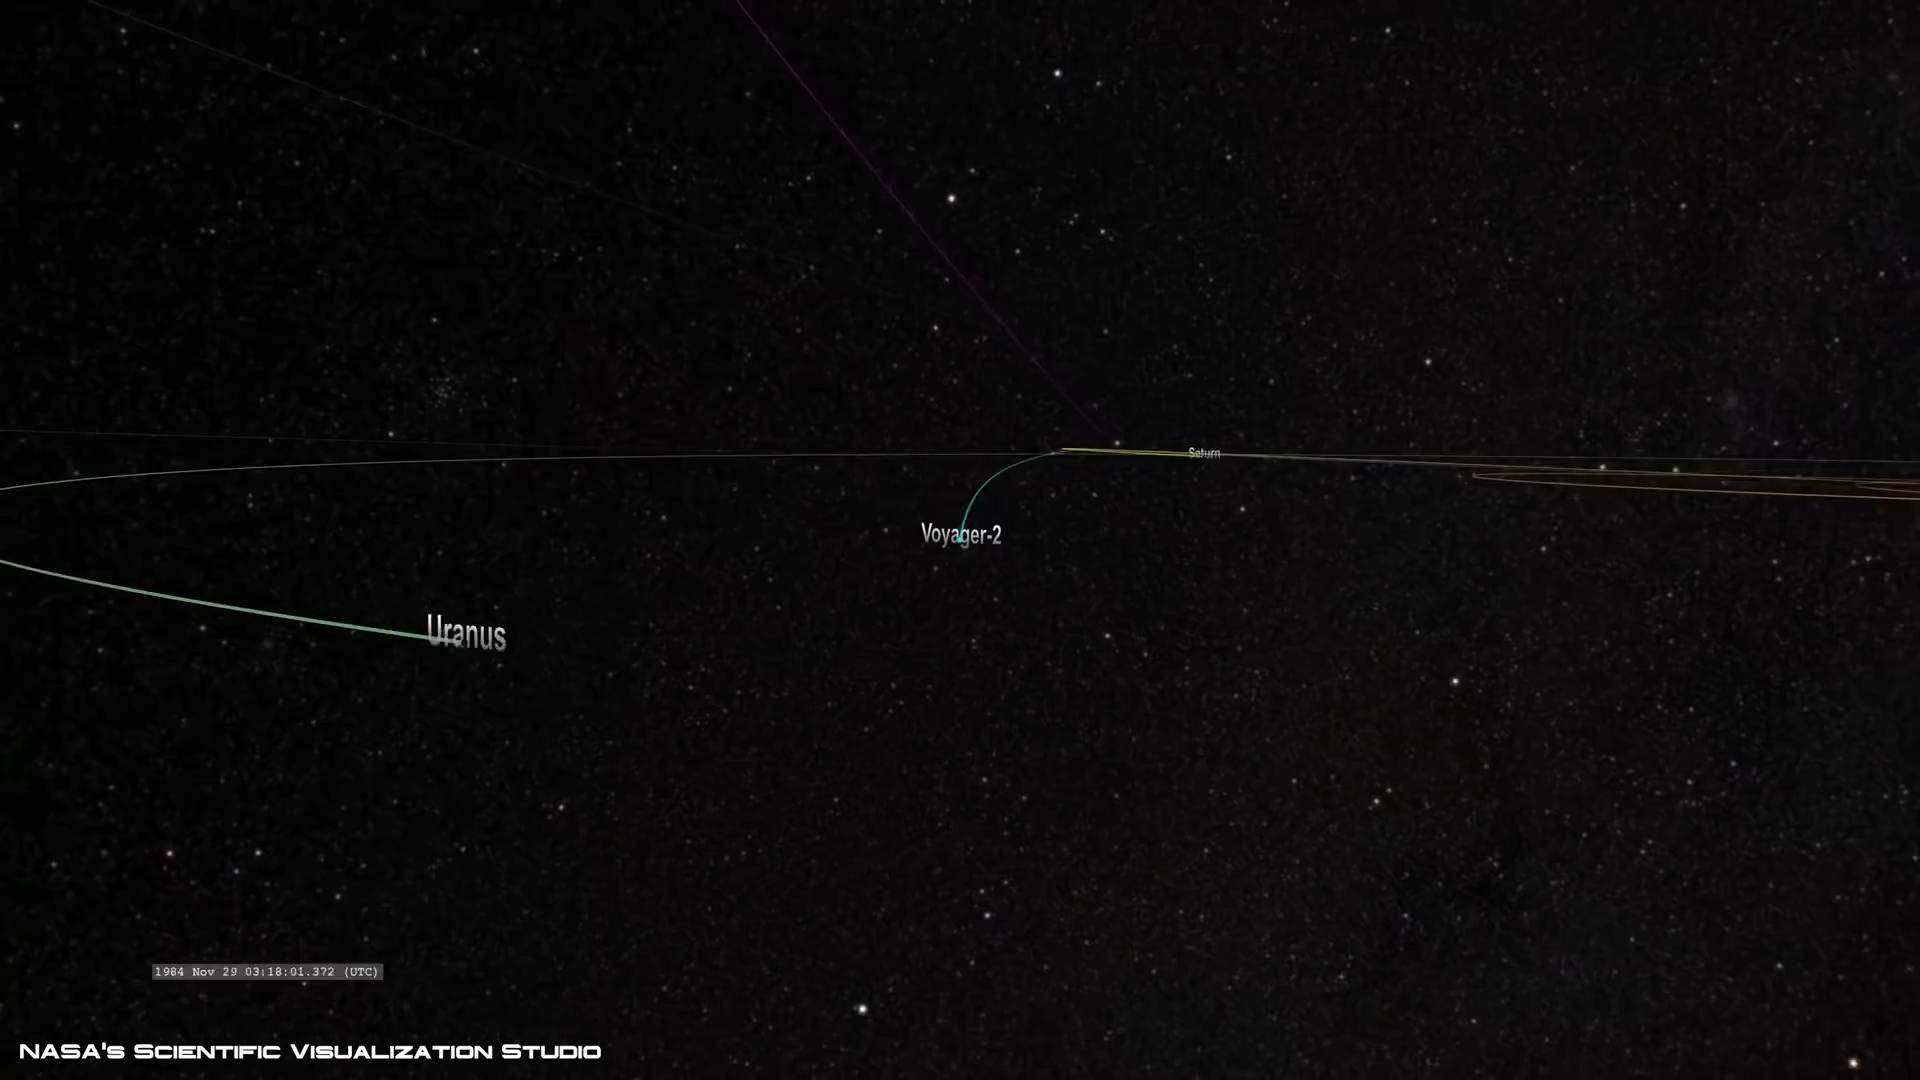 Saturn
Voyager-2
Uranus
1984 Nov 29 03:18:01.372 (UTC)
NASA's Scientific Visualization Studio